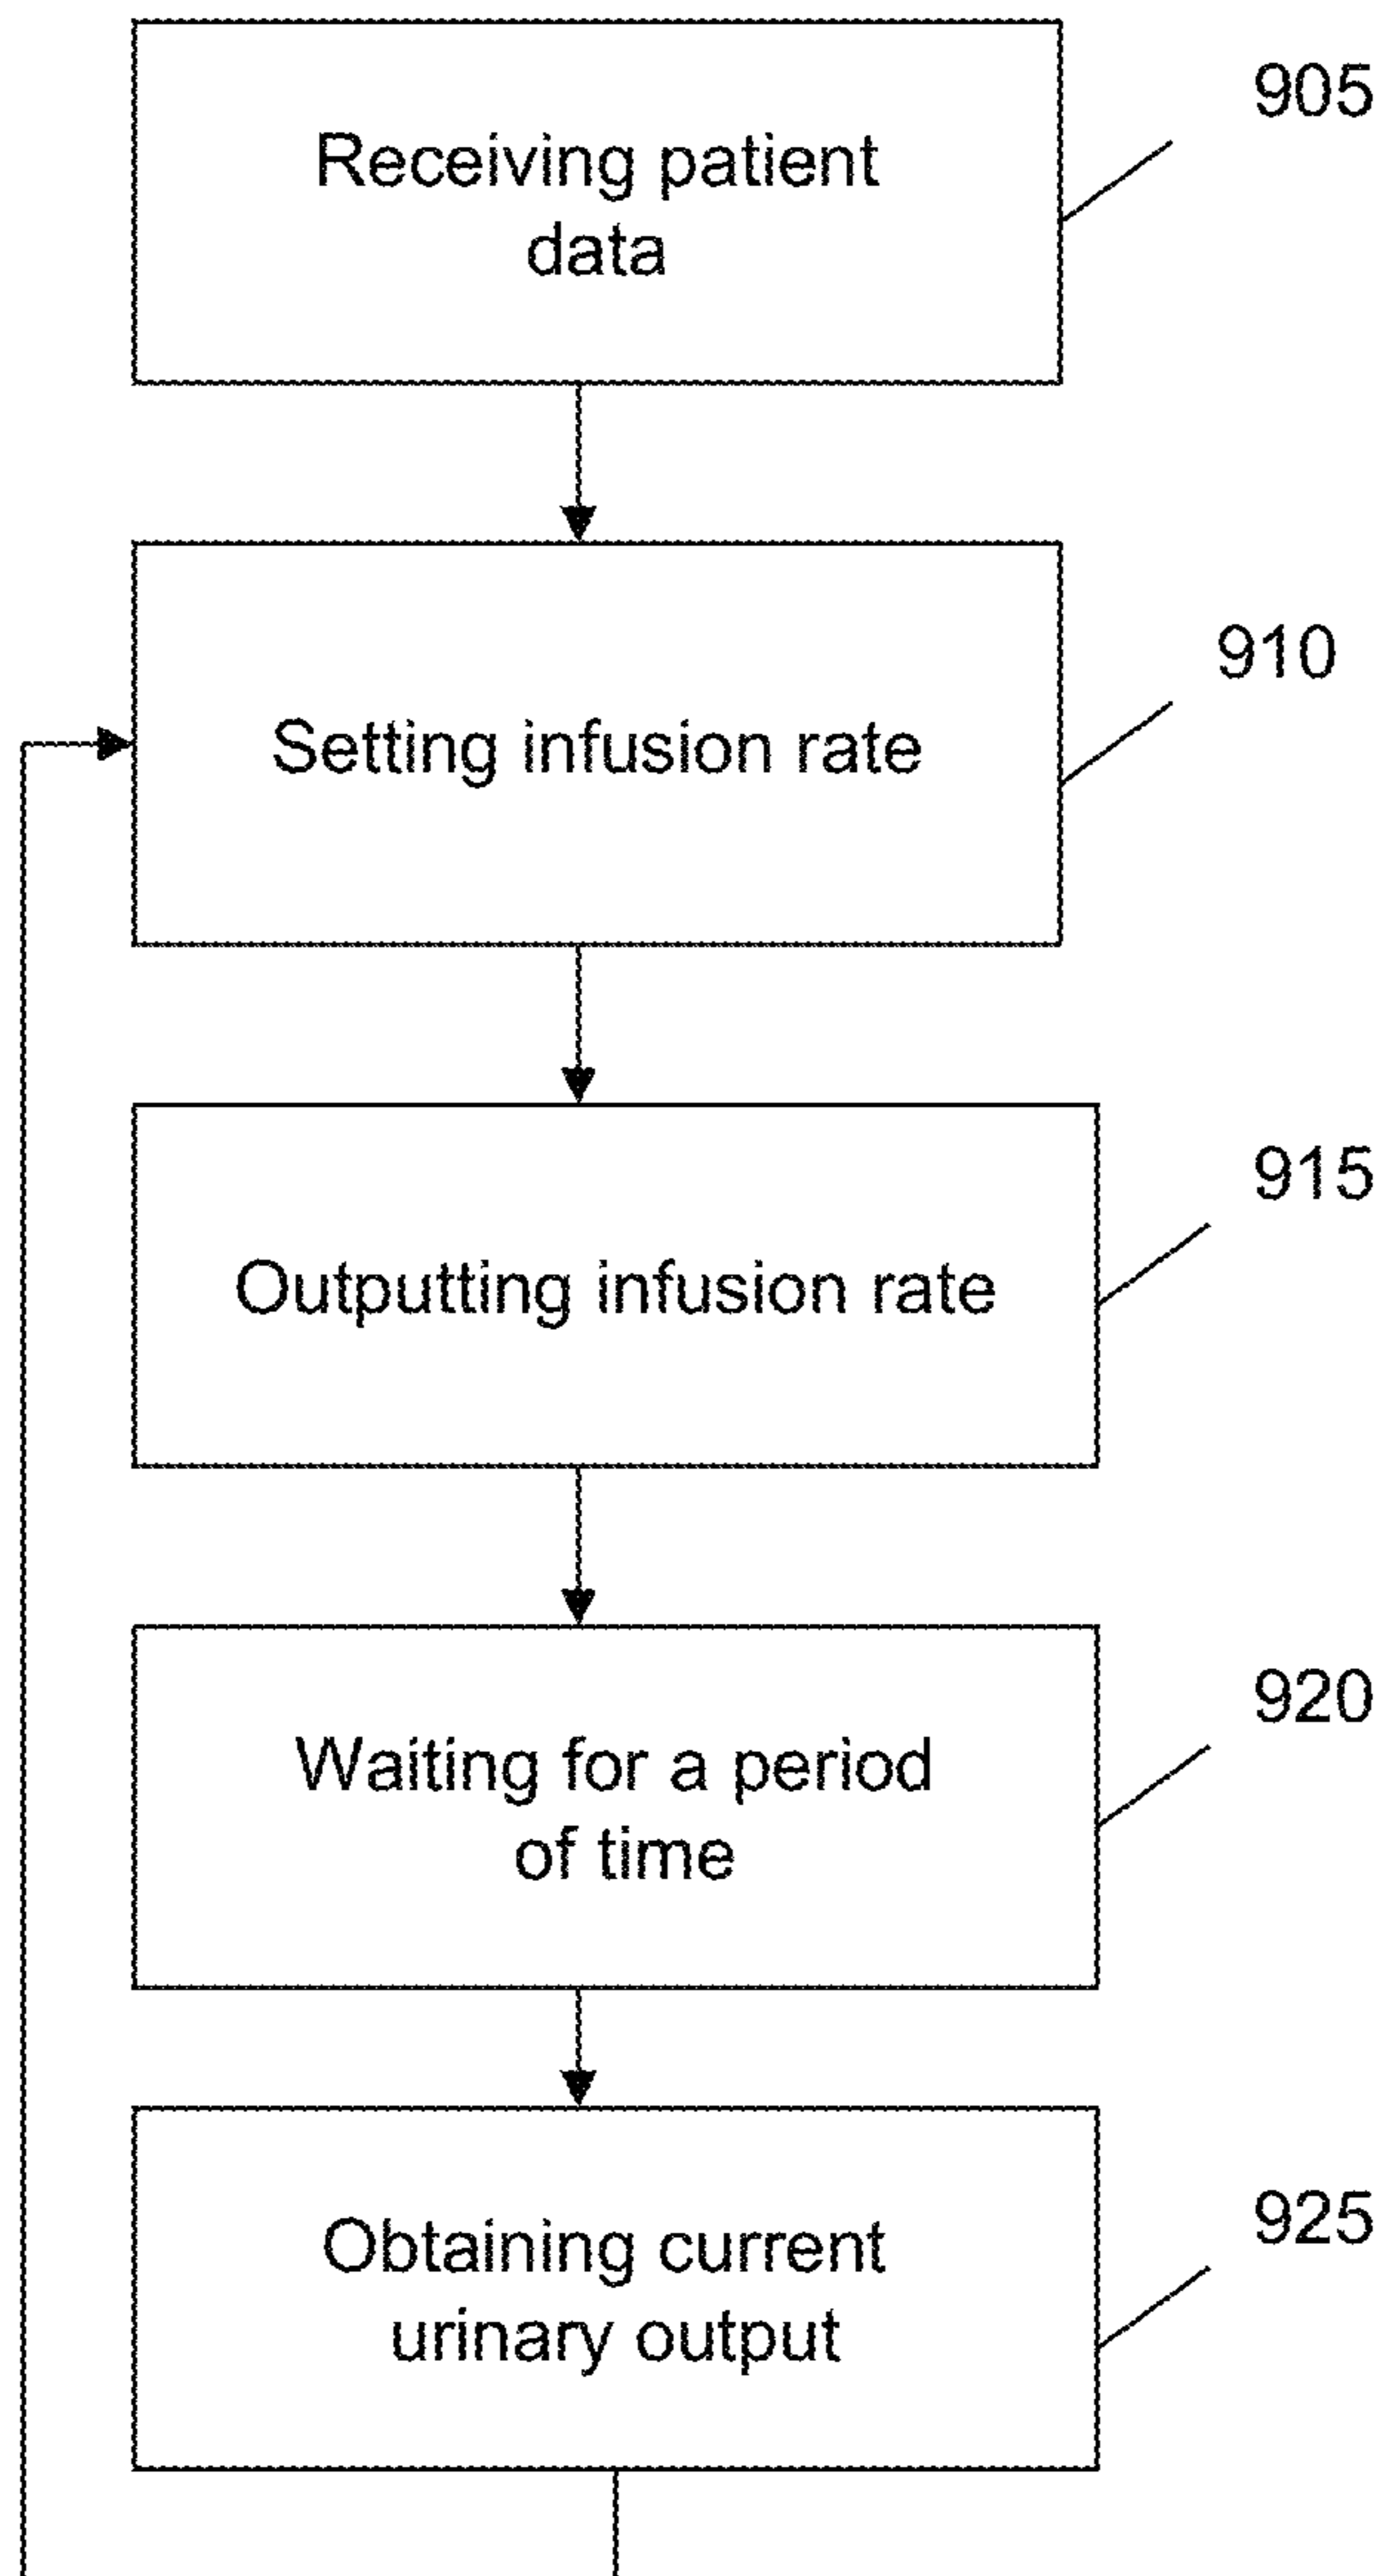 Receiving patient
data
905
Setting infusion rate
910
Outputting infusion rate
915
Waiting for a period
of time
920
Obtaining current
urinary output
925